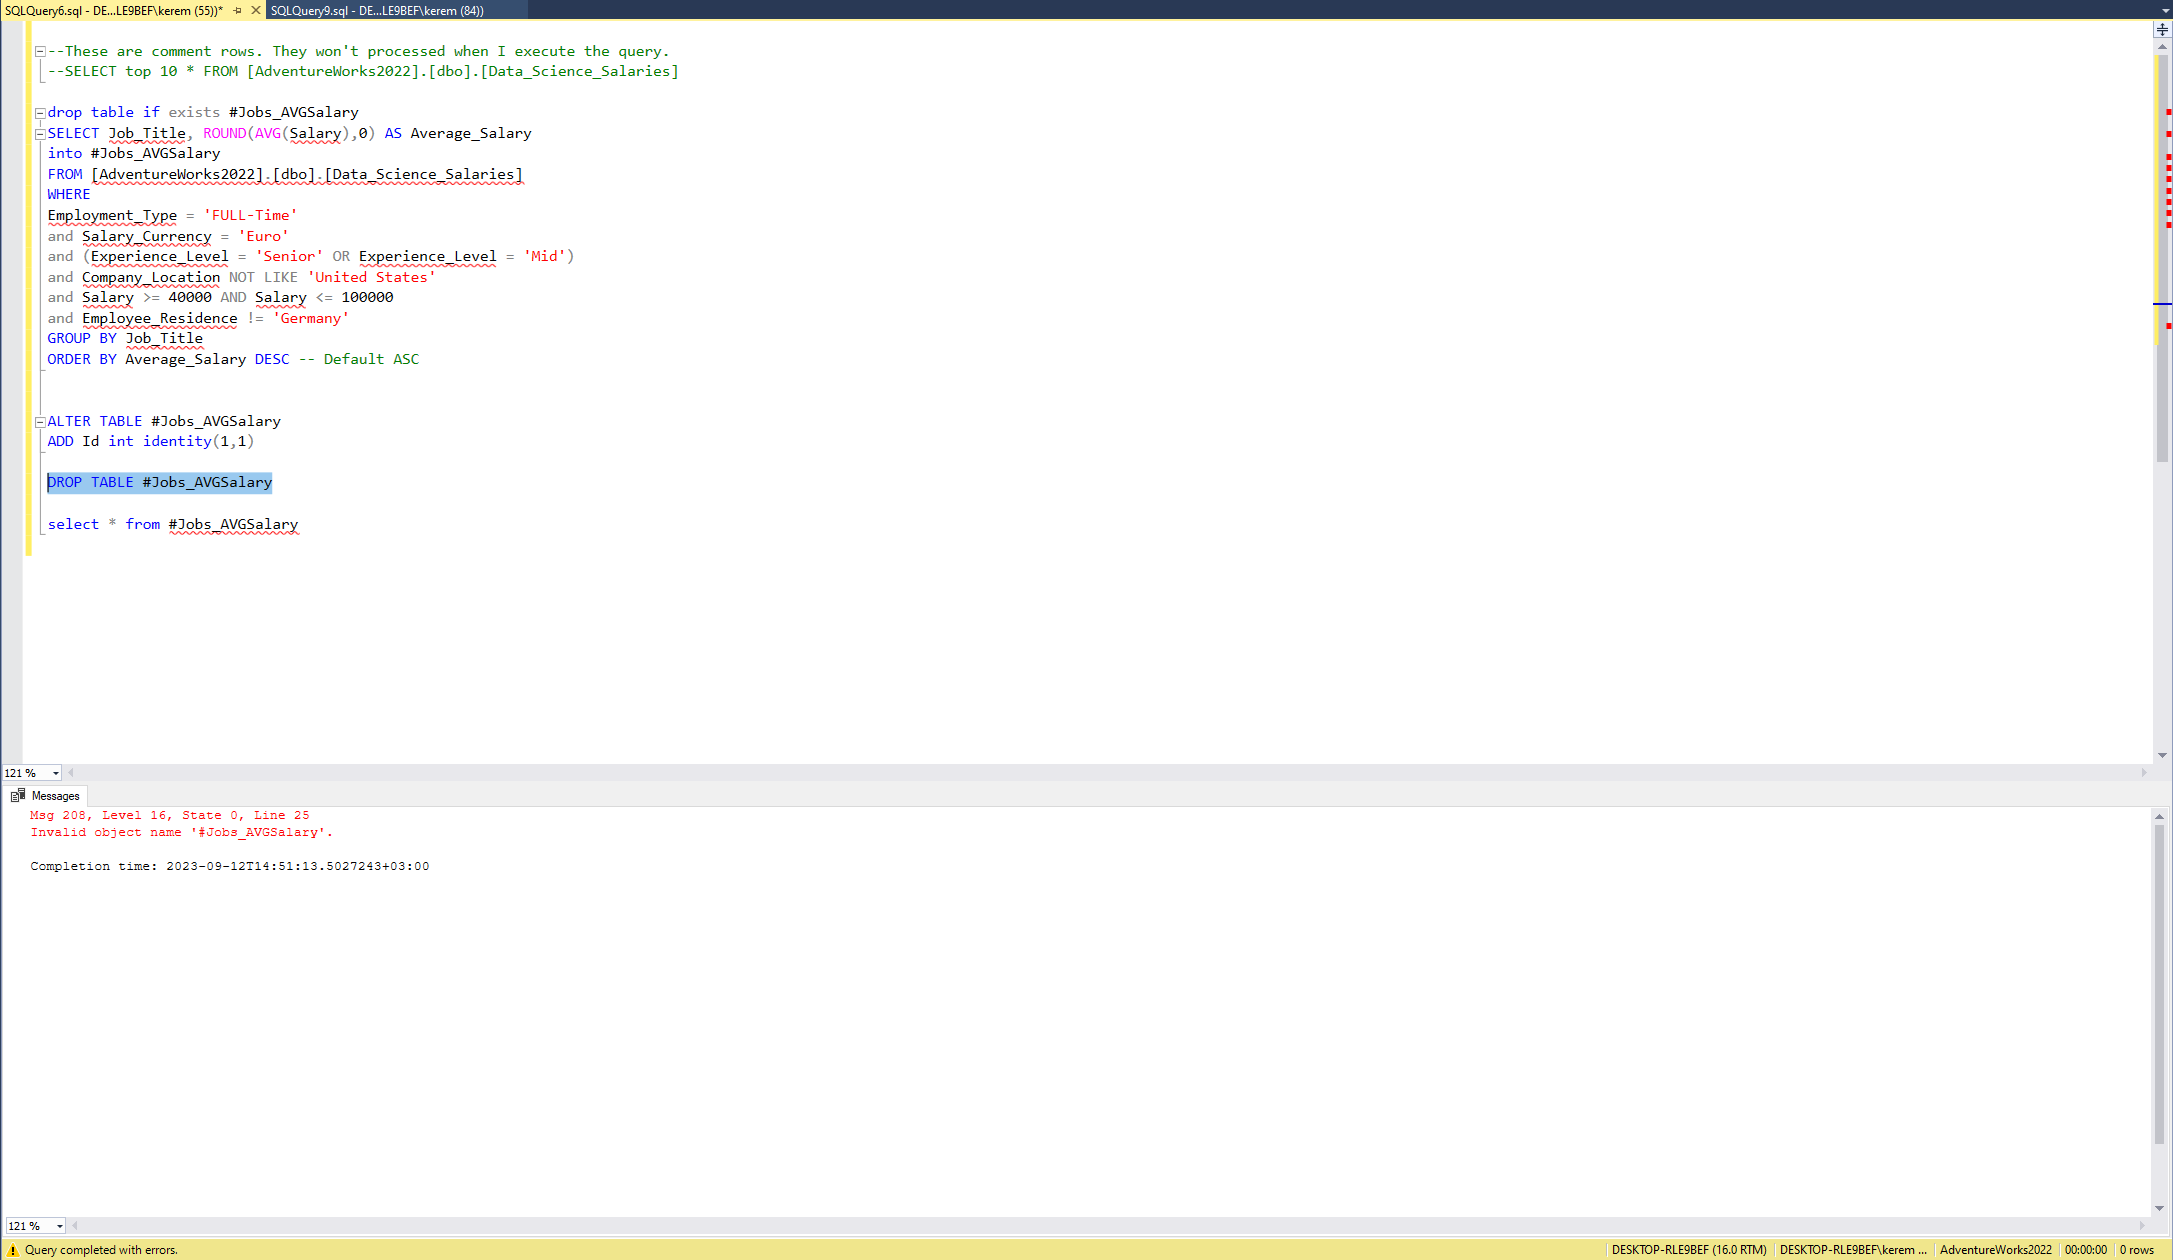 SQLQuery6.sql - DE...LE9BEF\kerem (55))* SQLQuery9.sql - DE...LE9BEF\kerem (84))
--These are comment rows. They won't processed when I execute the query.
--SELECT top 10 * FROM [AdventureWorks2022].[dbo].[Data_Science_Salaries]
drop table if exists #Jobs_AVGSalary
SELECT Job_Title, ROUND(AVG(Salary),0) AS Average_Salary
into #Jobs_AVGSalary
FROM [AdventureWorks2022].[dbo].[Data_Science_Salaries]
WHERE
Employment_Type = 'FULL-Time'
and Salary_Currency = 'Euro'
and (Experience_Level = 'Senior' OR Experience_Level = 'Mid')
and Company_Location NOT LIKE 'United States'
and Salary >= 40000 AND Salary <= 100000
and Employee_Residence != 'Germany'
GROUP BY Job_Title
ORDER BY Average_Salary DESC -- Default ASC
ALTER TABLE #Jobs_AVGSalary
ADD Id int identity(1,1)
DROP TABLE #Jobs_AVGSalary
select * from #Jobs_AVGSalary
121 %
Messages
Msg 208, Level 16, State 0, Line 25
Invalid object name '#Jobs_AVGSalary'.
Completion time: 2023-09-12T14:51:13.5027243+03:00
121 %
Query completed with errors. DESKTOP-RLE9BEF (16.0 RTM) DESKTOP-RLE9BEF\kerem ... AdventureWorks2022 00:00:00 0 rows